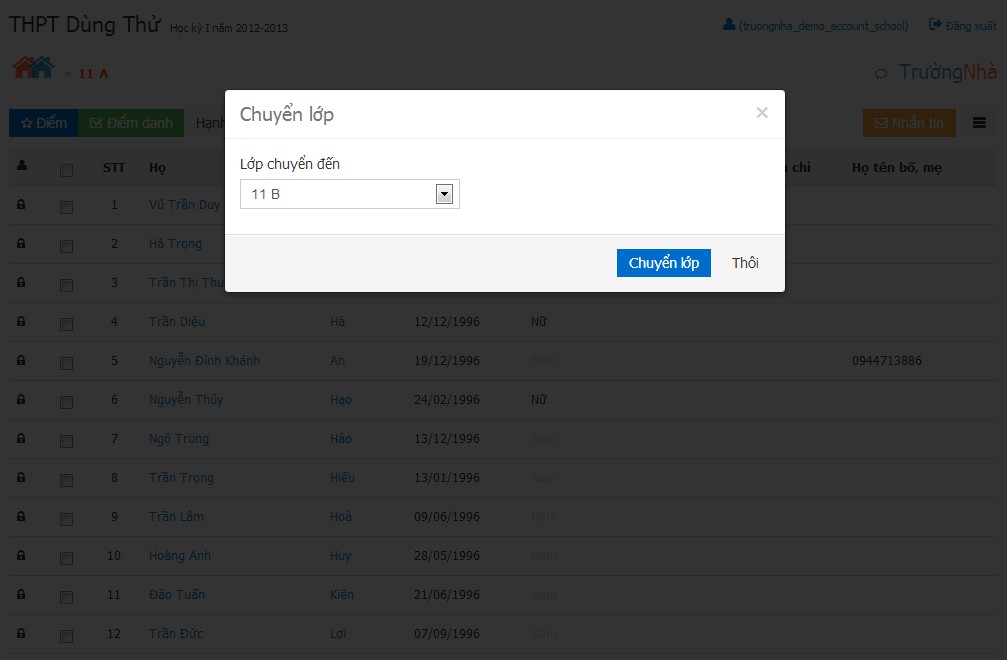 THPT Dùng Thử Học kỳ I năm 2012-2013
(truongnha_demo_account_school) Đăng xuất
» 11 A
TrườngNhà
Điểm Điểm danh Hạnh
Nhắn tin
Chuyển lớp ×
Lớp chuyển đến
11 B
Chuyển lớp Thôi
STT Họ chỉ Họ tên bố, mẹ
1 Vũ Trần Duy
2 Hà Trọng
3 Trần Thị Thu
4 Trần Diệu Hà 12/12/1996 Nữ
5 Nguyễn Đình Khánh An 19/12/1996 Nam 0944713886
6 Nguyễn Thúy Hạo 24/02/1996 Nữ
7 Ngô Trung Hào 13/12/1996 Nam
8 Trần Trọng Hiếu 13/01/1996 Nam
9 Trần Lâm Hoà 09/06/1996 Nam
10 Hoàng Anh Huy 28/05/1996 Nam
11 Đào Tuấn Kiên 21/06/1996 Nam
12 Trần Đức Lợi 07/09/1996 Nam